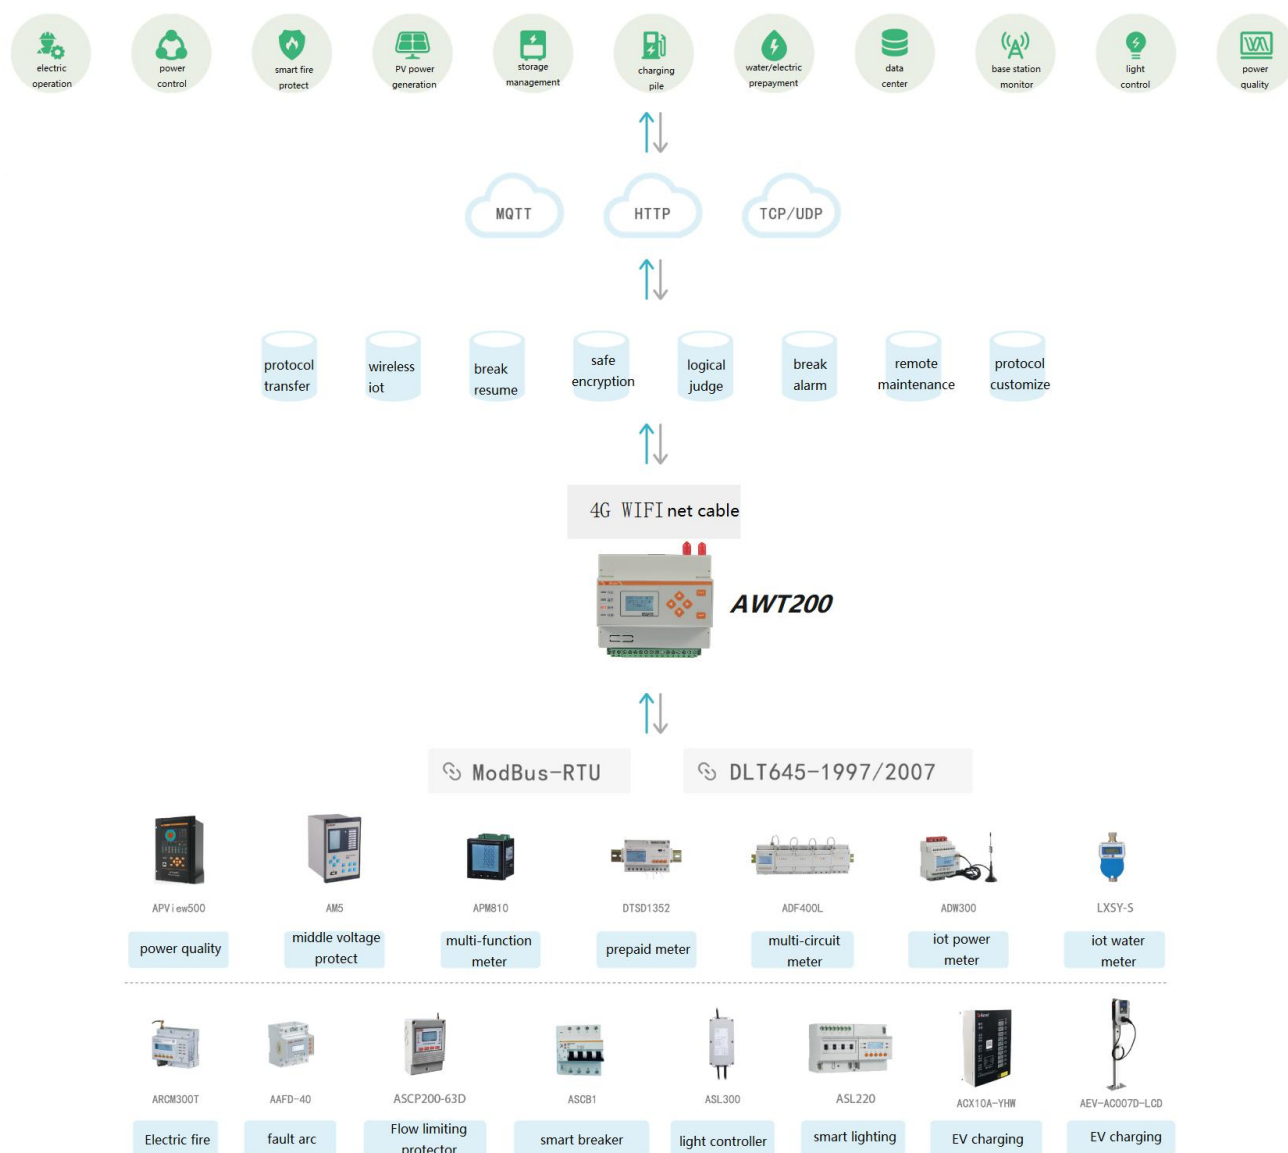 electric
operation
power
control
smart fire
protect
PV power
generation
storage
management
charging
pile
water/electric
prepayment
data
center
base station
monitor
light
control
power
quality
MQTT
HTTP
TCP/UDP
protocol
transfer
wireless
iot
break
resume
safe
encryption
logical
judge
break
alarm
remote
maintenance
protocol
customize
4G WIFI net cable
AWT200
ModBus-RTU
DLT645-1997/2007
APView500
AM5
APM810
DTSD1352
ADF400L
ADW300
LXSY-S
power quality
middle voltage
protect
multi-function
meter
prepaid meter
multi-circuit
meter
iot power
meter
iot water
meter
ARCM300T
AAFD-40
ASCP200-63D
ASCB1
ASL300
ASL220
ACX10A-YHW
AEV-AC007D-LCD
Electric fire
fault arc
Flow limiting
protector
smart breaker
light controller
smart lighting
EV charging
EV charging